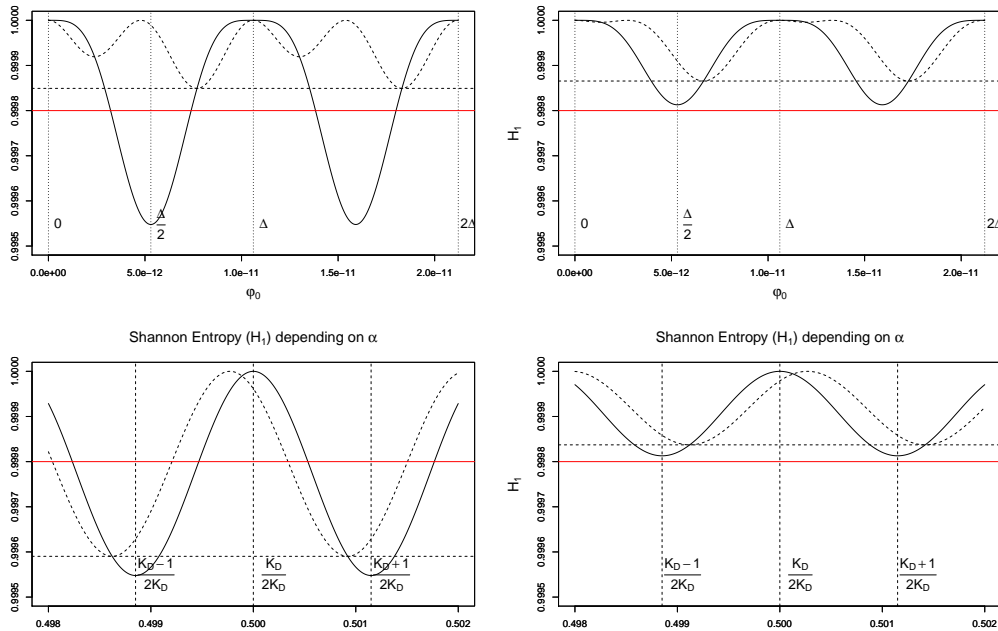 1.0000
0.9999
0.9998
0.9997
0.9996
0.9995
0
Δ
2
Δ
2Δ
0.0e+00 5.0e−12 1.0e−11 1.5e−11 2.0e−11
φ0
H1
1.0000
0.9999
0.9998
0.9997
0.9996
0.9995
0
Δ
2
Δ
2Δ
0.0e+00 5.0e−12 1.0e−11 1.5e−11 2.0e−11
φ0
Shannon Entropy (H1) depending on α
1.0000
0.9999
0.9998
0.9997
0.9996
0.9995
KD − 1
2KD
KD
2KD
KD + 1
2KD
0.498 0.499 0.500 0.501 0.502
Shannon Entropy (H1) depending on α
H1
1.0000
0.9999
0.9998
0.9997
0.9996
0.9995
KD − 1
2KD
KD
2KD
KD + 1
2KD
0.498 0.499 0.500 0.501 0.502